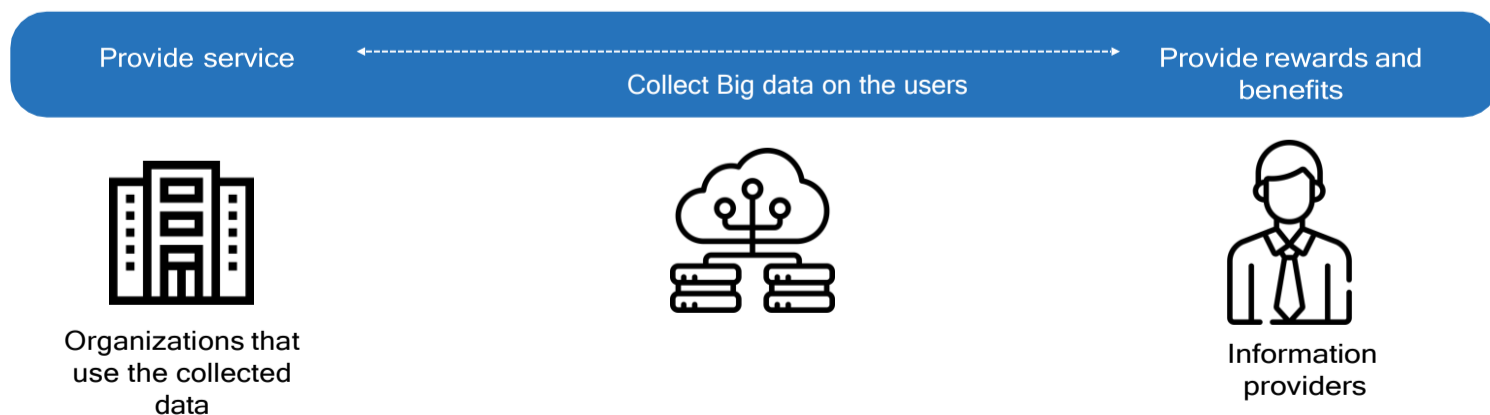 Provide service
Collect Big data on the users
Provide rewards and
benefits
Organizations that
use the collected
data
Information
providers